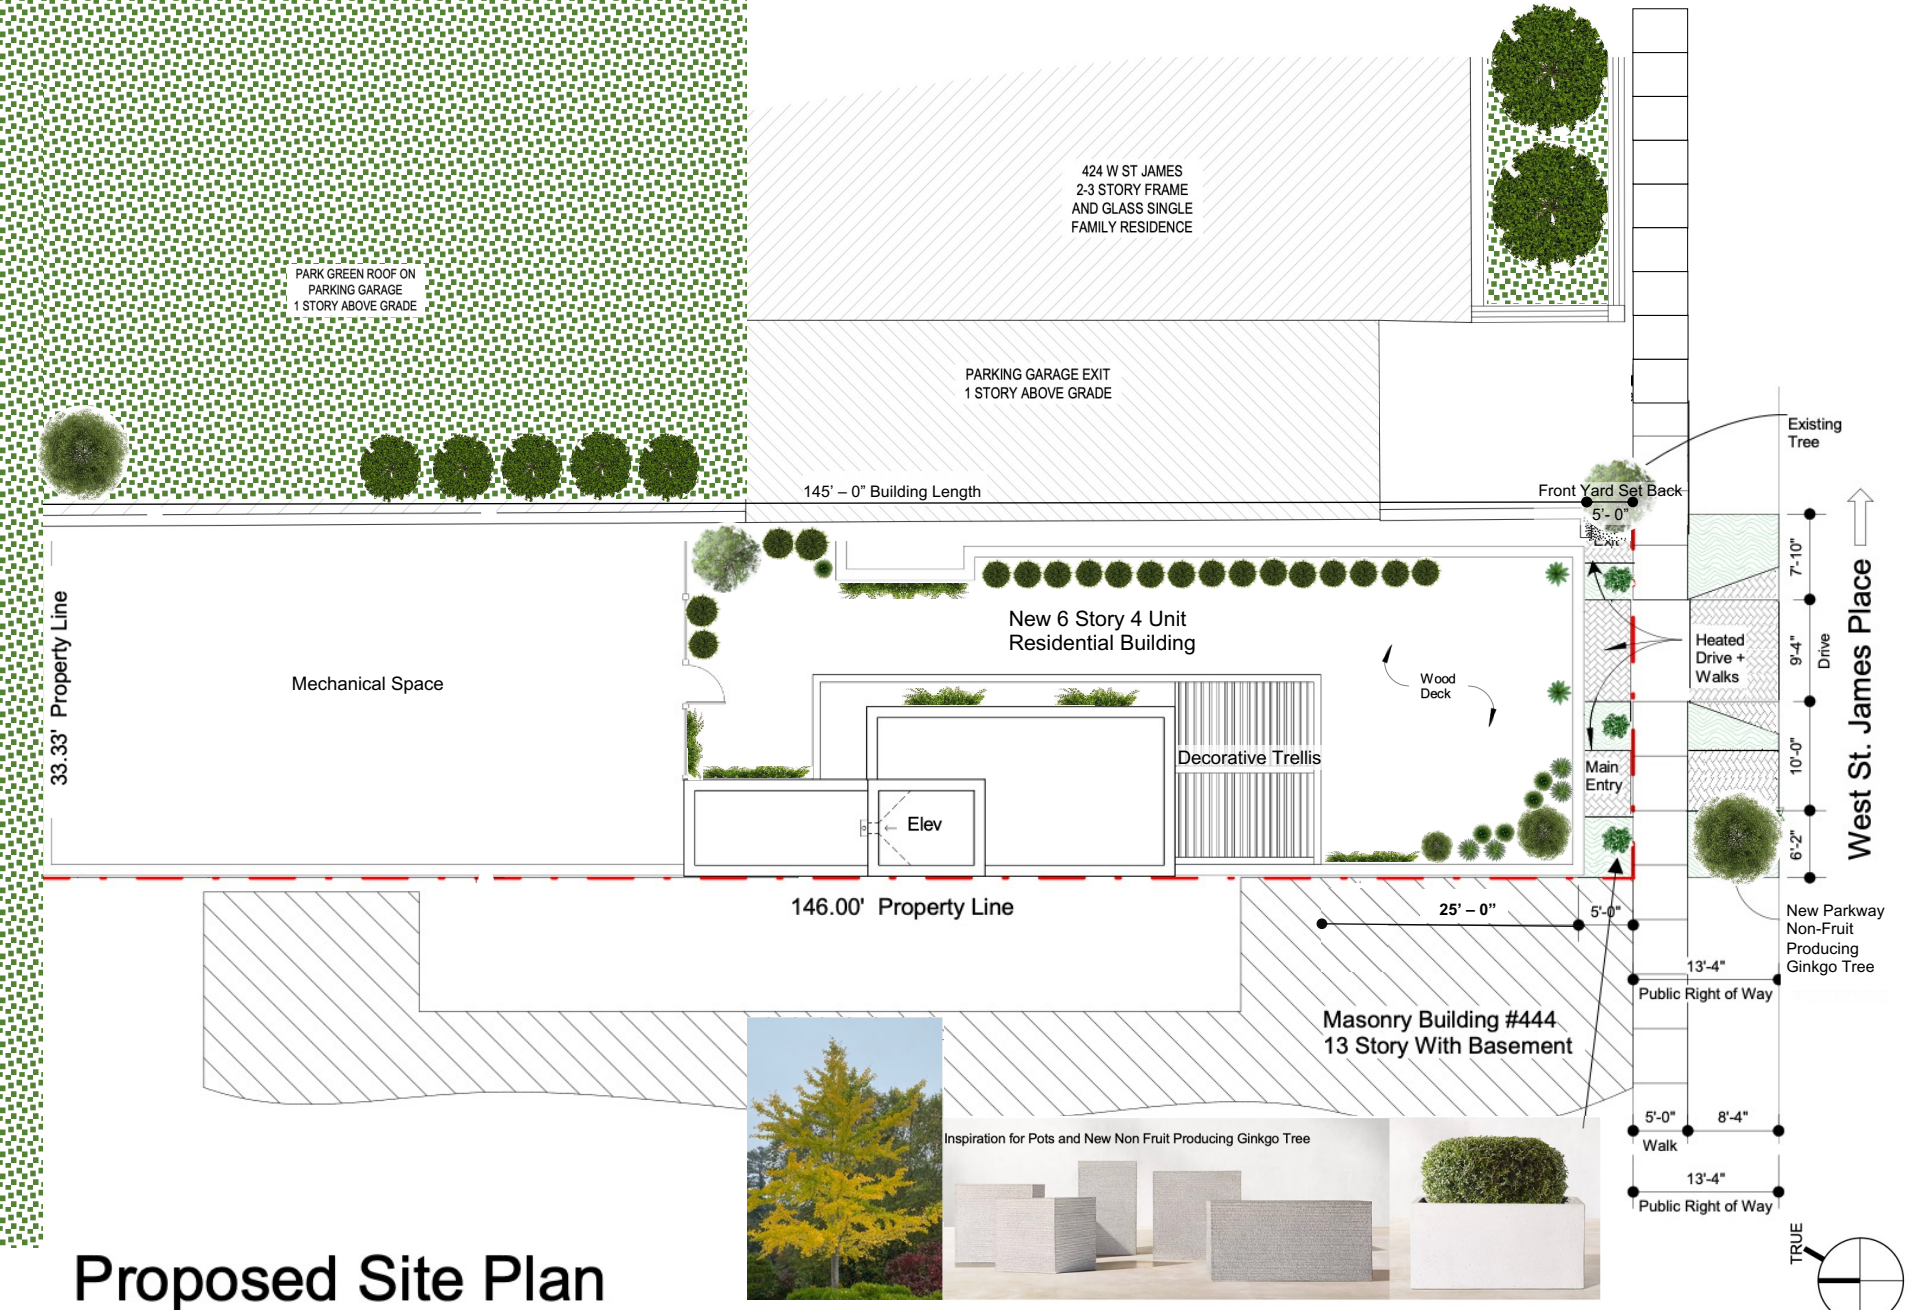 424 W ST JAMES
2-3 STORY FRAME
AND GLASS SINGLE
FAMILY RESIDENCE
PARK GREEN ROOF ON
PARKING GARAGE
1 STORY ABOVE GRADE
PARKING GARAGE EXIT
1 STORY ABOVE GRADE
Existing
Tree
145' – 0" Building Length
Front Yard Set Back
5'- 0"
7'-10"
33.33' Property Line
New 6 Story 4 Unit
Residential Building
Mechanical Space
Wood
Deck
Heated
Drive +
Walks
9'-4"
Drive
West St. James Place
Decorative Trellis
Main
Entry
10'-0"
Elev
6'-2"
146.00' Property Line
25' – 0"
5'-0"
New Parkway
Non-Fruit
Producing
Ginkgo Tree
13'-4"
Public Right of Way
Masonry Building #444
13 Story With Basement
5'-0"
8'-4"
Walk
Inspiration for Pots and New Non Fruit Producing Ginkgo Tree
13'-4"
Public Right of Way
TRUE
Proposed Site Plan